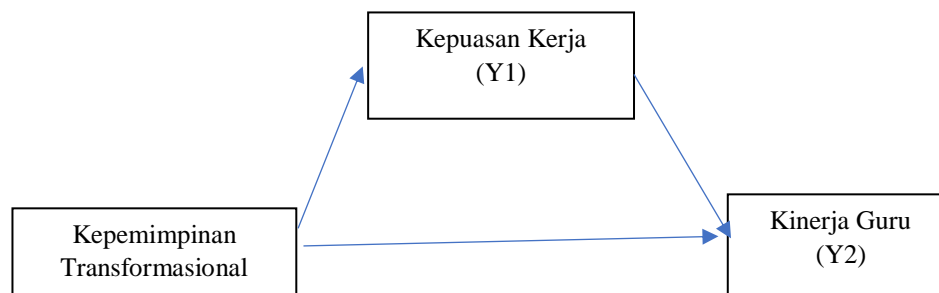 Kepuasan Kerja
(Y1)
Kepemimpinan
Transformasional
Kinerja Guru
(Y2)